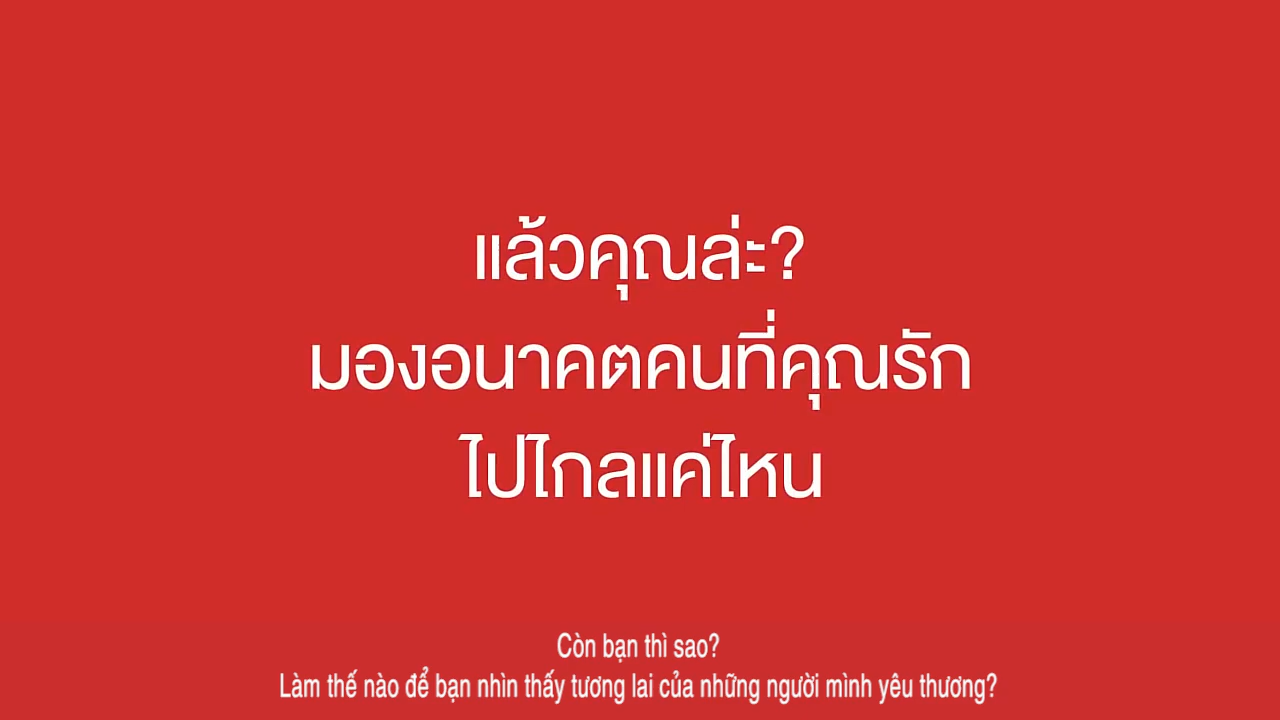 แล้วคุณล่ะ?
มองอนาคตคนที่คุณรัก
ไปไกลแค่ไหน
Còn bạn thì sao?
Làm thế nào để bạn nhìn thấy tương lai của những người mình yêu thương?